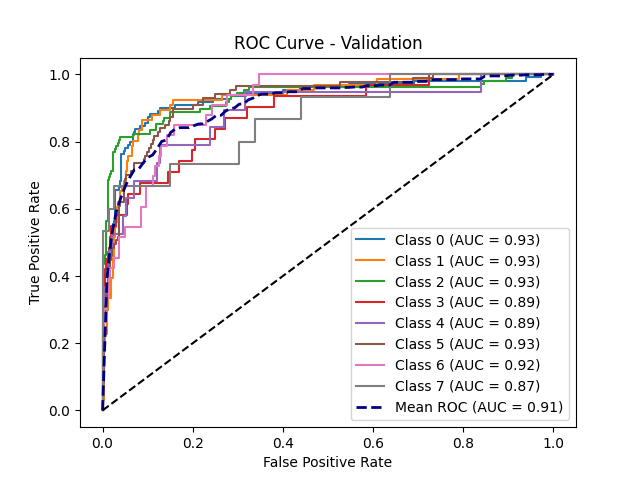 ROC Curve - Validation
True Positive Rate
1.0
0.8
0.6
0.4
0.2
0.0
Class 0 (AUC = 0.93)
Class 1 (AUC = 0.93)
Class 2 (AUC = 0.93)
Class 3 (AUC = 0.89)
Class 4 (AUC = 0.89)
Class 5 (AUC = 0.93)
Class 6 (AUC = 0.92)
Class 7 (AUC = 0.87)
Mean ROC (AUC = 0.91)
0.0 0.2 0.4 0.6 0.8 1.0
False Positive Rate